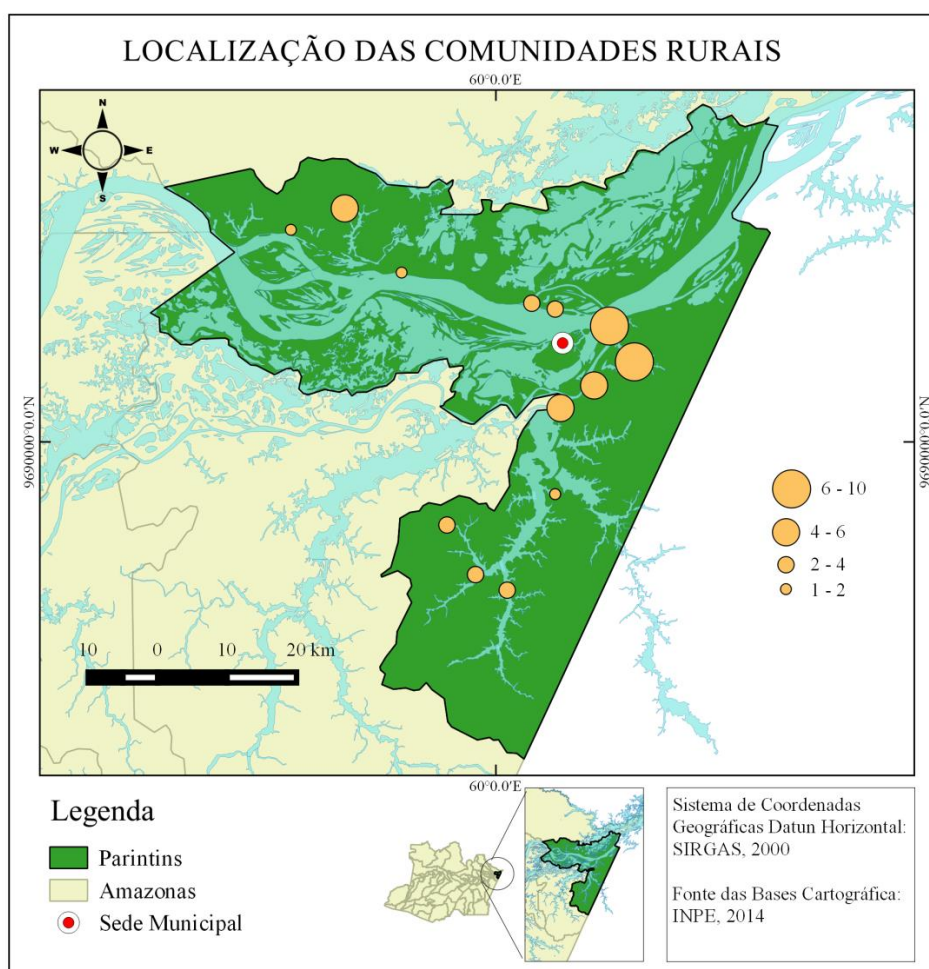 LOCALIZAÇÃO DAS COMUNIDADES RURAIS
60°0.0'E
N
W
E
S
9690000°0.0'N
9690000°0.0'N
6 - 10
4 - 6
2 - 4
1 - 2
10 0 10 20 km
60°0.0'E
Legenda
Parintins
Amazonas
Sede Municipal
Sistema de Coordenadas
Geográficas Datun Horizontal:
SIRGAS, 2000
Fonte das Bases Cartográfica:
INPE, 2014